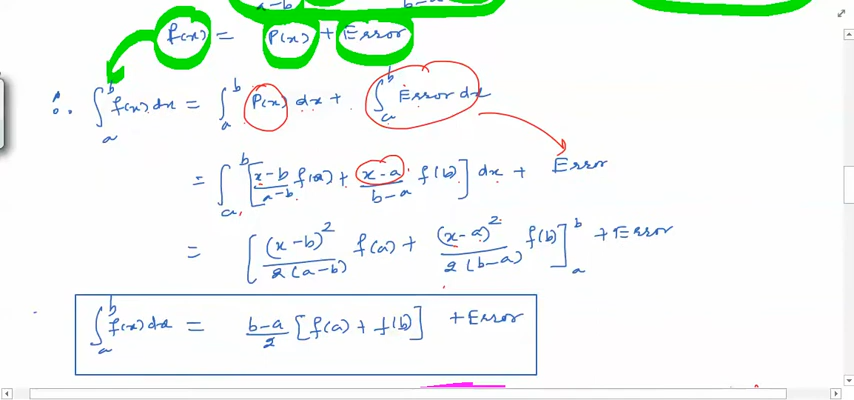 a-b b-a
f(x) = P(x) + Error
∴ ∫_a^b f(x) dx = ∫_a^b P(x) dx + ∫_a^b Error dx
= ∫_a^b [ (x-b)/(a-b) f(a) + (x-a)/(b-a) f(b) ] dx + Error
= [ (x-b)^2/2(a-b) f(a) + (x-a)^2/2(b-a) f(b) ]_a^b + Error
∫_a^b f(x) dx = (b-a)/2 [f(a) + f(b)] + Error